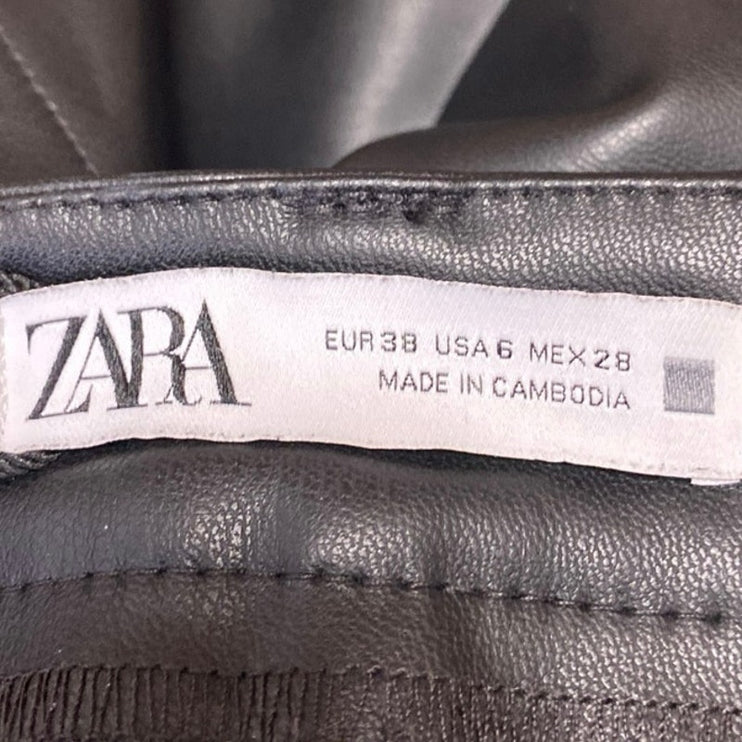 ZARA
EUR 38 USA 6 MEX 28
MADE IN CAMBODIA